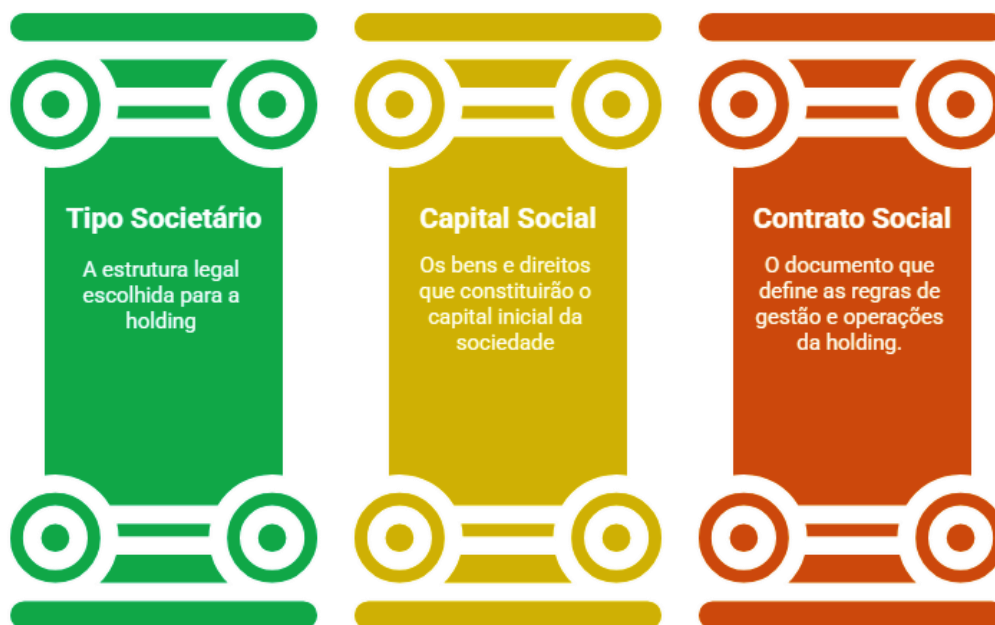 Tipo Societário
A estrutura legal
escolhida para a
holding
Capital Social
Os bens e direitos
que constituirão o
capital inicial da
sociedade
Contrato Social
O documento que
define as regras de
gestão e operações
da holding.